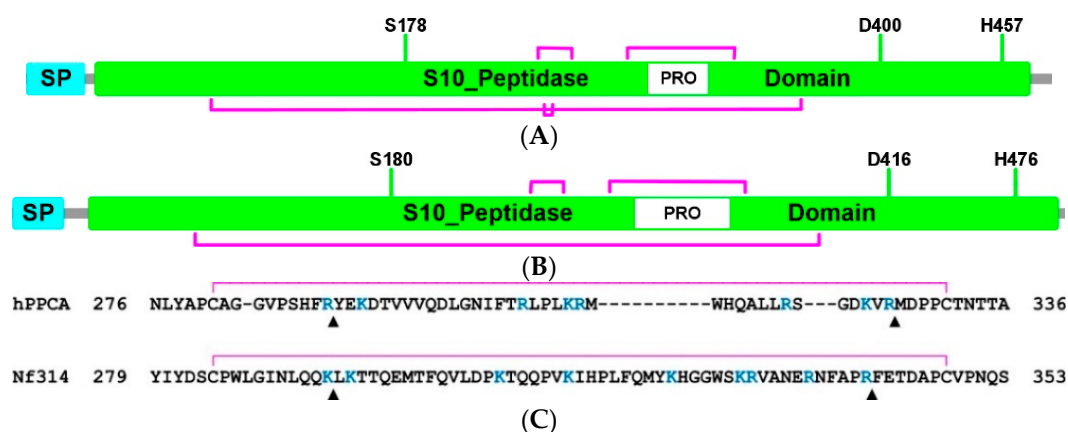 S178 D400 H457
SP S10_Peptidase PRO Domain
(A)
S180 D416 H476
SP S10_Peptidase PRO Domain
(B)
hPPCA 276 NLYAPCAG-GVPSHFRYEKDTVVVQDLGNIFTRLPLKRM----------WHQALLRS---GDKVRMDPPCTNTTA 336
Nf314 279 YIYDSCPWLGINLQQKLKTTQEMTFQVLDPKTQQPVKIHPLFQMYKHGGWSKRVANERNFAPRFETDAPCVPNQS 353
(C)